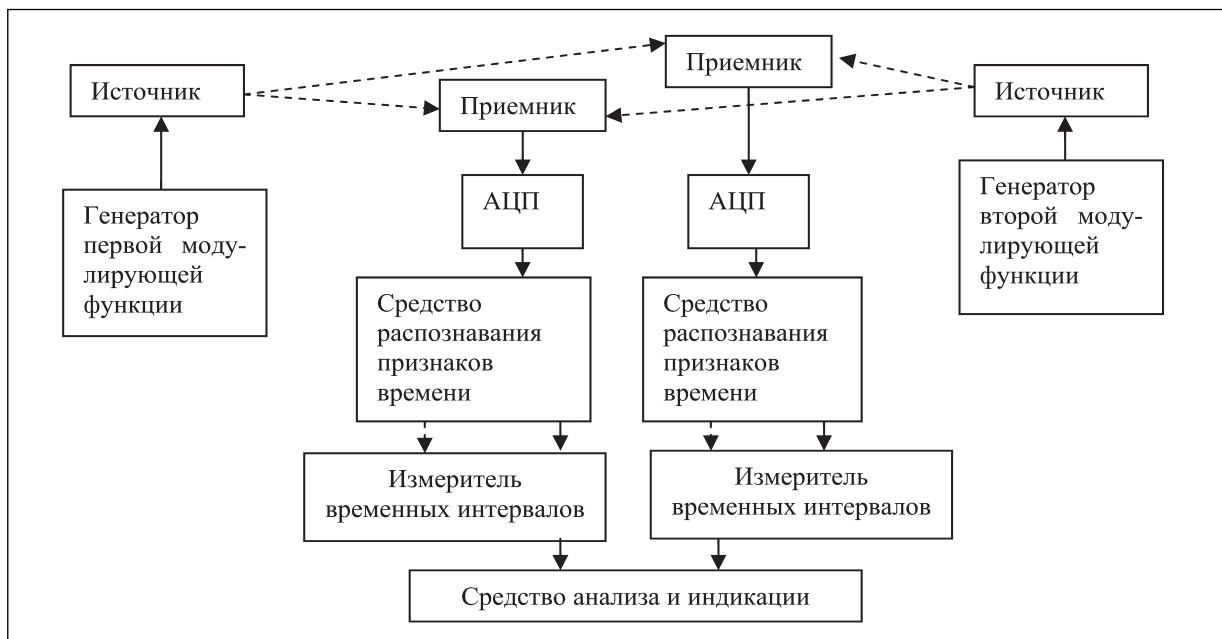 Приемник
Источник
Приемник
Источник
АЦП
АЦП
Генератор
первой моду-
лирующей
функции
Генератор
второй моду-
лирующей
функции
Средство
распознавания
признаков
времени
Средство
распознавания
признаков
времени
Измеритель
временных интервалов
Измеритель
временных интервалов
Средство анализа и индикации